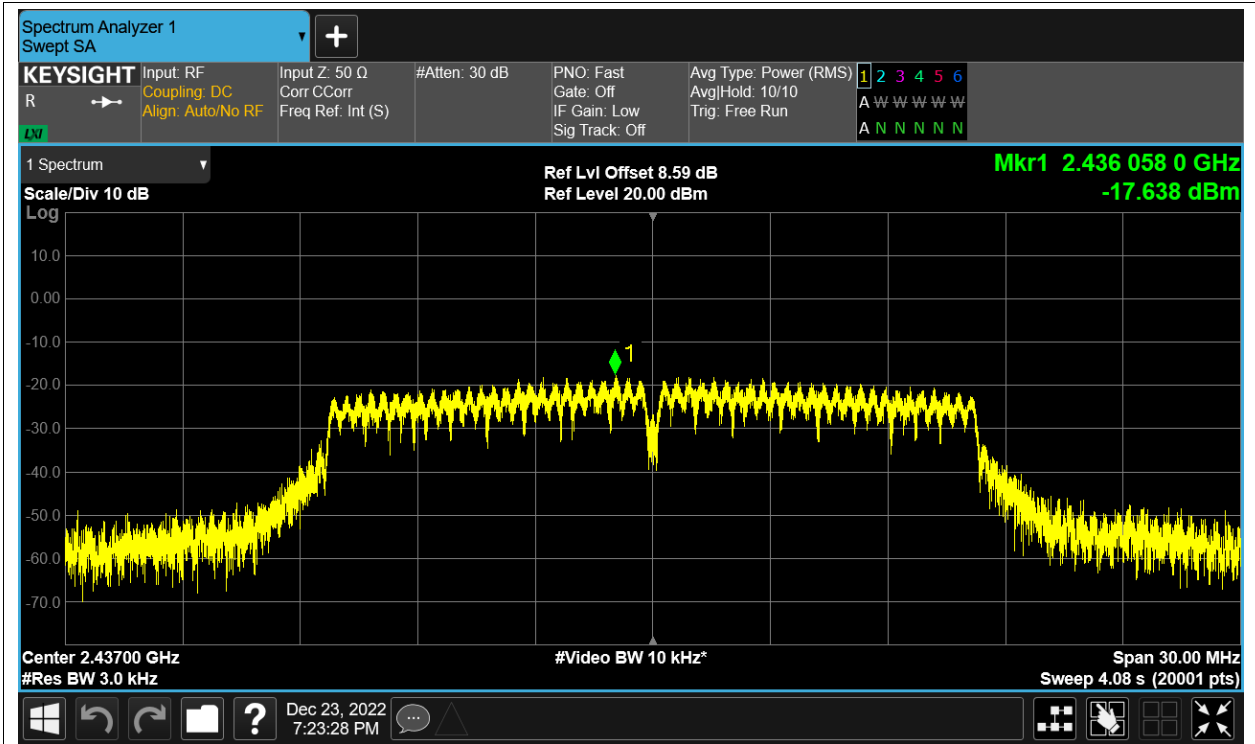 Spectrum Analyzer 1
Swept SA
KEYSIGHT
R
LXI
Input: RF
Coupling: DC
Align: Auto/No RF
Input Z: 50 Ω
Corr CCorr
Freq Ref: Int (S)
#Atten: 30 dB
PNO: Fast
Gate: Off
IF Gain: Low
Sig Track: Off
Avg Type: Power (RMS)
Avg|Hold: 10/10
Trig: Free Run
1 2 3 4 5 6
A W W W W W
A N N N N N
1 Spectrum
Scale/Div 10 dB
Log
Ref Lvl Offset 8.59 dB
Ref Level 20.00 dBm
Mkr1 2.436 058 0 GHz
-17.638 dBm
10.0
0.00
-10.0
1
-20.0
-30.0
-40.0
-50.0
-60.0
-70.0
Center 2.43700 GHz
#Video BW 10 kHz*
Span 30.00 MHz
#Res BW 3.0 kHz
Sweep 4.08 s (20001 pts)
?
Dec 23, 2022
7:23:28 PM